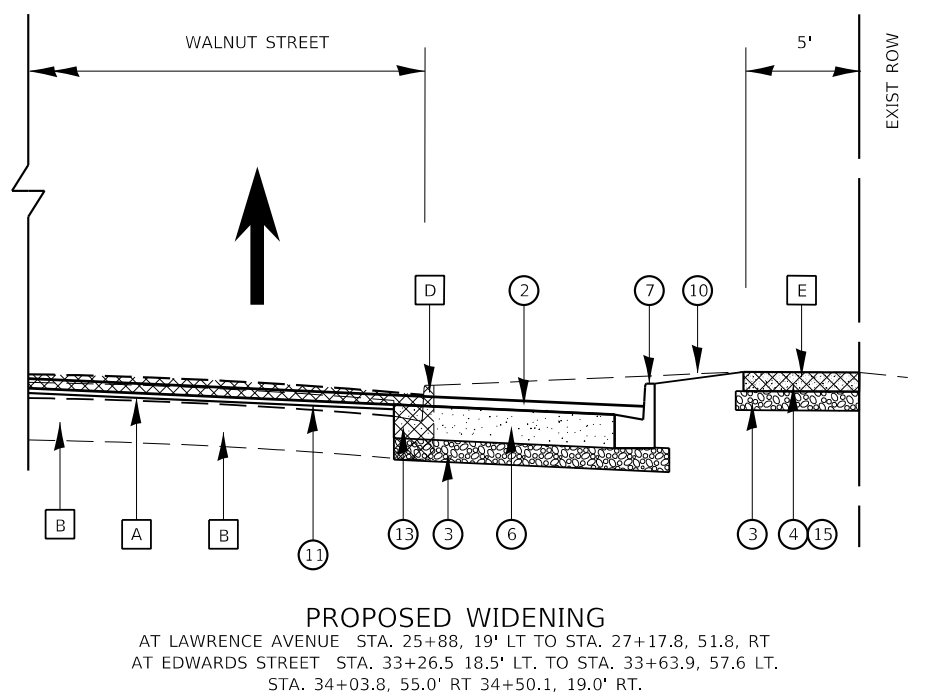 WALNUT STREET
5'
EXIST ROW
D
2
7
10
E
B
A
B
11
13
3
6
3
4
15
PROPOSED WIDENING
AT LAWRENCE AVENUE STA. 25+88, 19' LT TO STA. 27+17.8, 51.8, RT
AT EDWARDS STREET STA. 33+26.5 18.5' LT. TO STA. 33+63.9, 57.6 LT.
STA. 34+03.8, 55.0' RT 34+50.1, 19.0' RT.